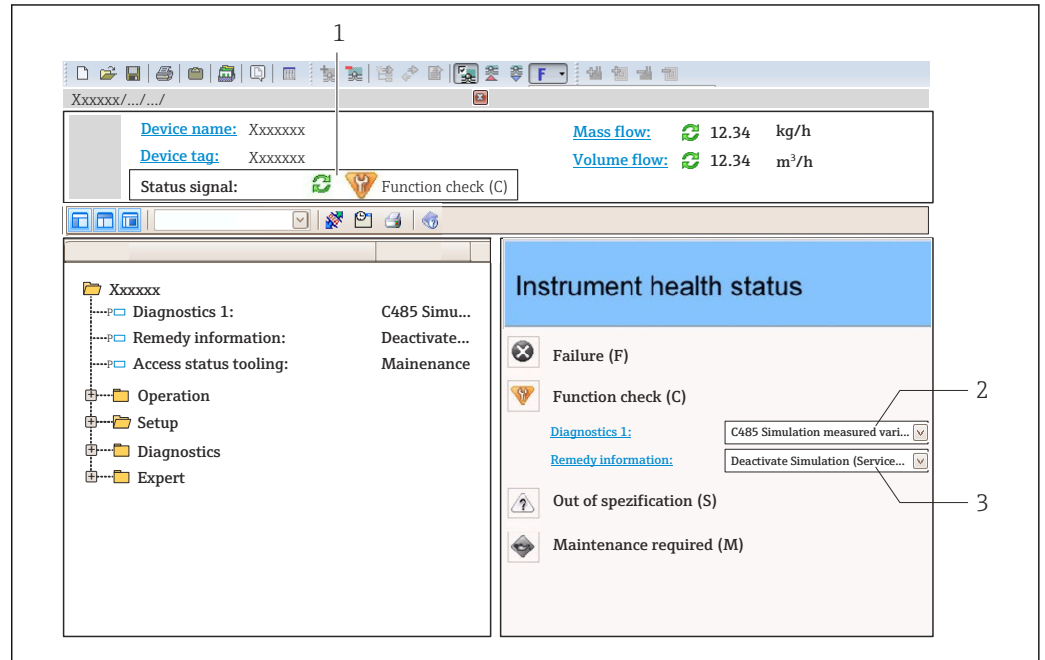 1
F
Xxxxxx/.../.../
Device name: Xxxxxxx
Mass flow: 12.34 kg/h
Device tag: Xxxxxxx
Volume flow: 12.34 m³/h
Status signal: Function check (C)
Xxxxxx
Diagnostics 1: C485 Simu...
Remedy information: Deactivate...
Access status tooling: Mainenance
Operation
Setup
Diagnostics
Expert
Instrument health status
Failure (F)
Function check (C)
2
Diagnostics 1: C485 Simulation measured vari...
Remedy information: Deactivate Simulation (Service...
Out of spezification (S)
3
Maintenance required (M)